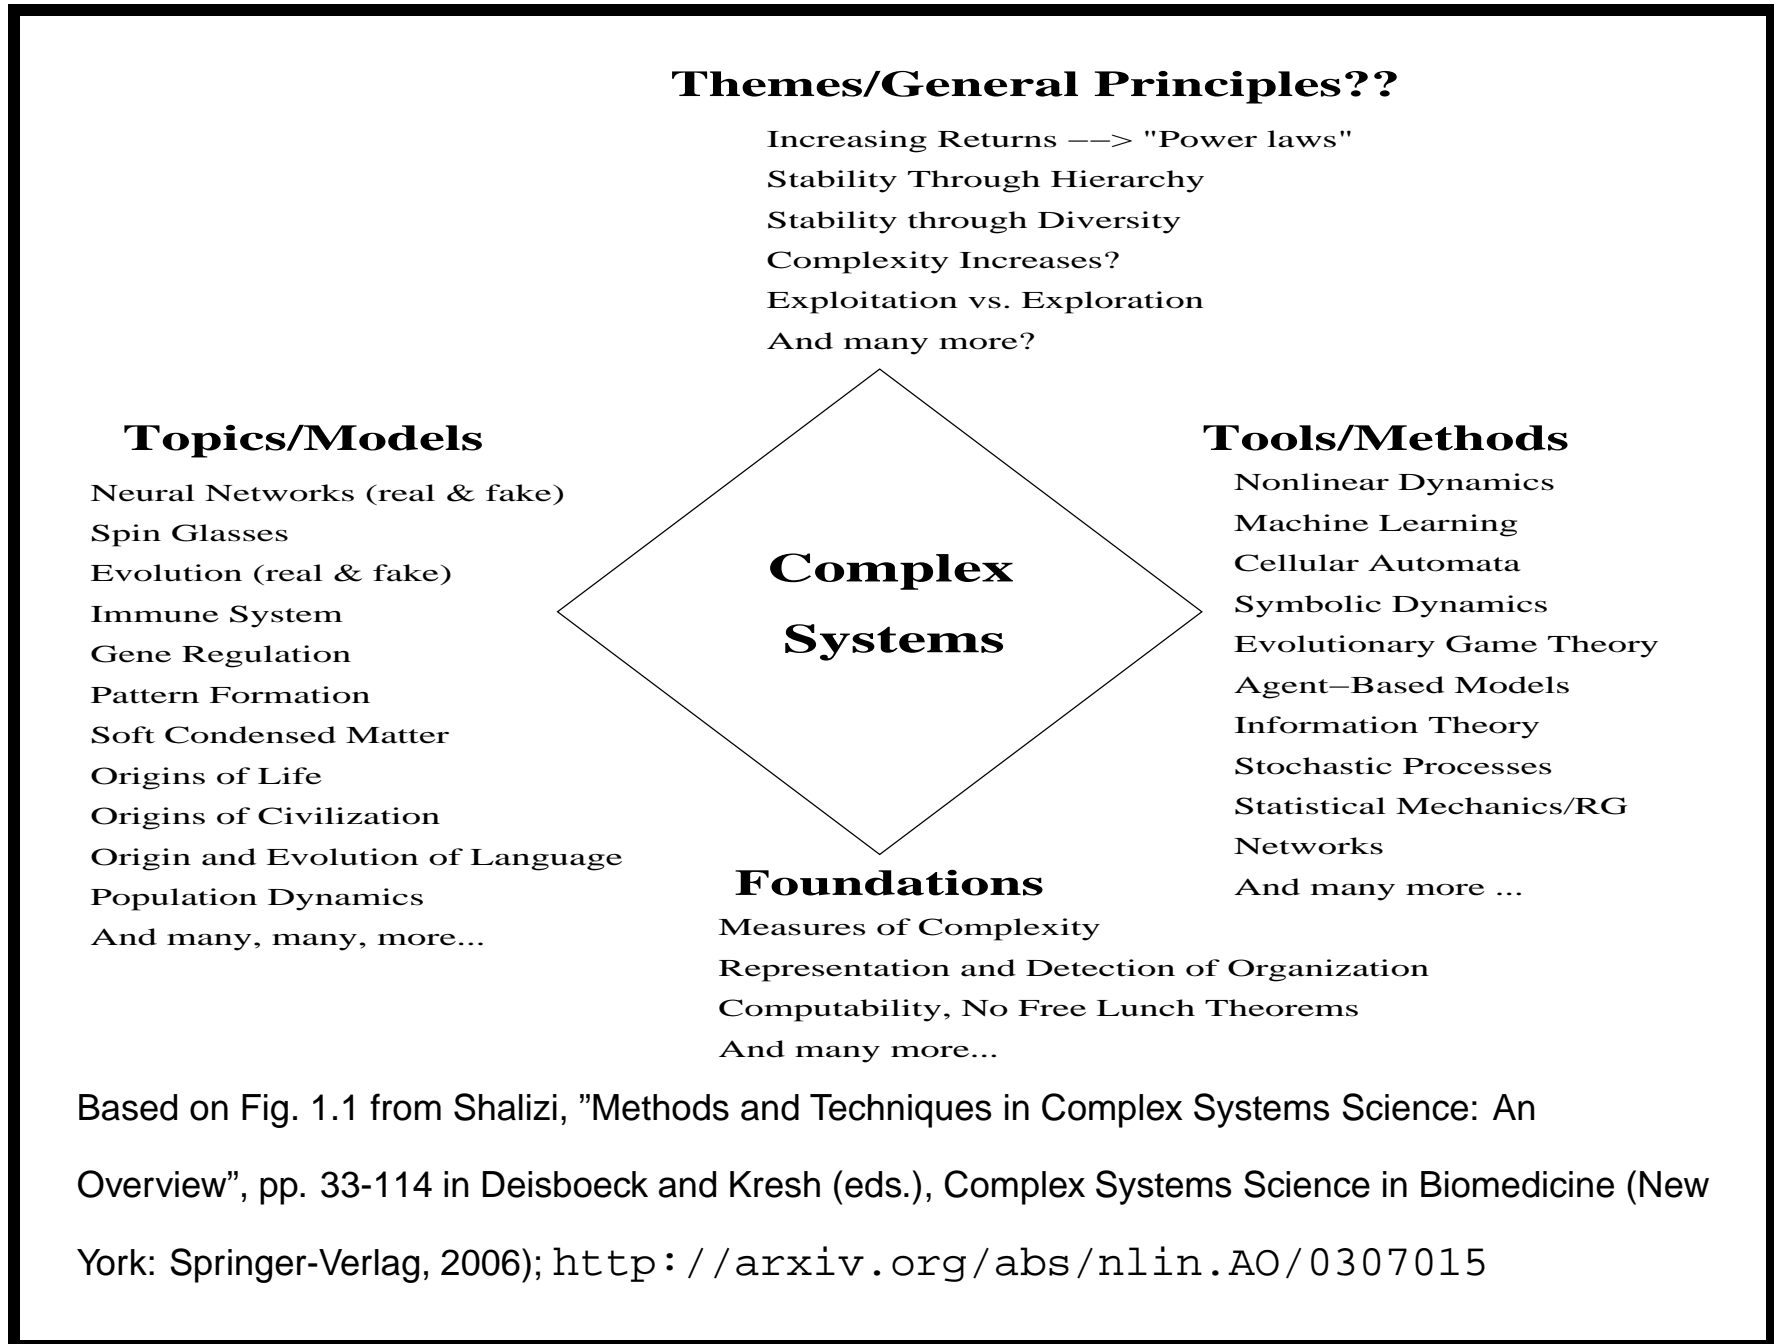 Themes/General Principles??
Increasing Returns −−> "Power laws"
Stability Through Hierarchy
Stability through Diversity
Complexity Increases?
Exploitation vs. Exploration
And many more?
Topics/Models
Neural Networks (real & fake)
Spin Glasses
Evolution (real & fake)
Immune System
Gene Regulation
Pattern Formation
Soft Condensed Matter
Origins of Life
Origins of Civilization
Origin and Evolution of Language
Population Dynamics
And many, many, more...
Complex
Systems
Tools/Methods
Nonlinear Dynamics
Machine Learning
Cellular Automata
Symbolic Dynamics
Evolutionary Game Theory
Agent−Based Models
Information Theory
Stochastic Processes
Statistical Mechanics/RG
Networks
And many more ...
Foundations
Measures of Complexity
Representation and Detection of Organization
Computability, No Free Lunch Theorems
And many more...
Based on Fig. 1.1 from Shalizi, ”Methods and Techniques in Complex Systems Science: An
Overview”, pp. 33-114 in Deisboeck and Kresh (eds.), Complex Systems Science in Biomedicine (New
York: Springer-Verlag, 2006); http://arxiv.org/abs/nlin.AO/0307015